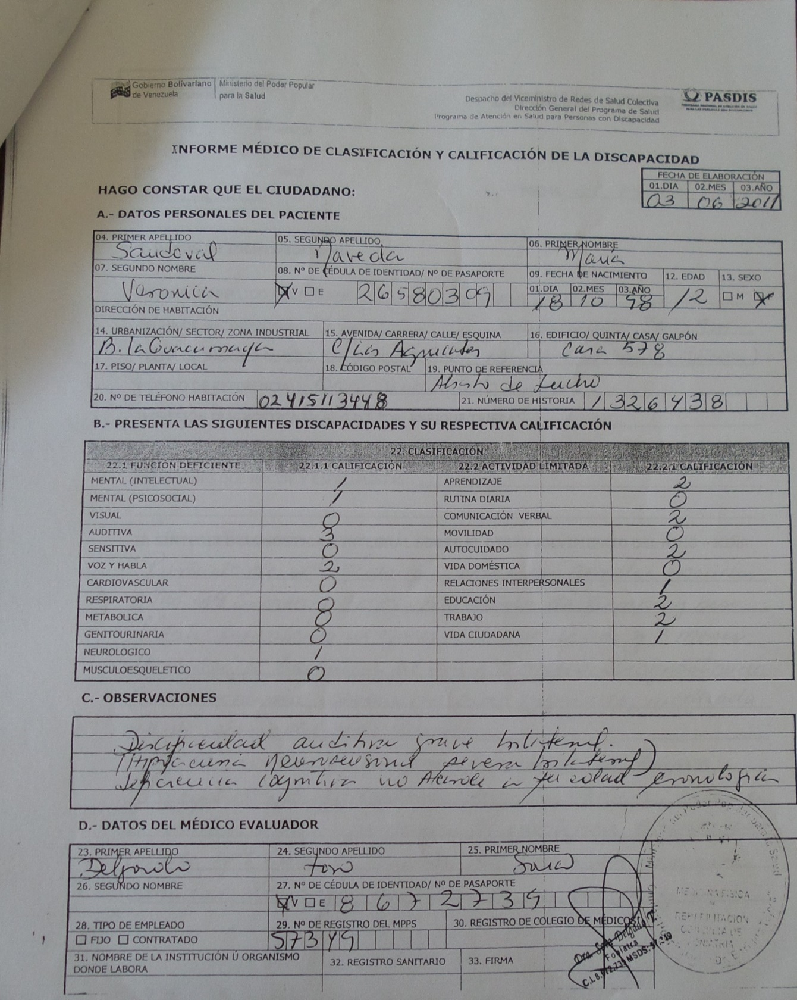 Gobierno Bolivariano de Venezuela
Ministerio del Poder Popular para la Salud
Despacho del Viceministro de Redes de Salud Colectiva
Dirección General del Programa de Salud
Programa de Atención en Salud para Personas con Discapacidad
PASDIS
INFORME MÉDICO DE CLASIFICACIÓN Y CALIFICACIÓN DE LA DISCAPACIDAD
FECHA DE ELABORACIÓN
01.DIA 02.MES 03.AÑO
03 06 2011
HAGO CONSTAR QUE EL CIUDADANO:
A.- DATOS PERSONALES DEL PACIENTE
04. PRIMER APELLIDO 05. SEGUNDO APELLIDO 06. PRIMER NOMBRE
Sandoval Naveda María
07. SEGUNDO NOMBRE 08. Nº DE CÉDULA DE IDENTIDAD/ Nº DE PASAPORTE 09. FECHA DE NACIMIENTO 12. EDAD 13. SEXO
01.DIA 02.MES 03.AÑO
Veronica V E 26580309 18 10 98 12 M
DIRECCIÓN DE HABITACIÓN
14. URBANIZACIÓN/ SECTOR/ ZONA INDUSTRIAL 15. AVENIDA/ CARRERA/ CALLE/ ESQUINA 16. EDIFICIO/ QUINTA/ CASA/ GALPÓN
B. la Guacamaya C/Las Casa 578
17. PISO/ PLANTA/ LOCAL 18. CÓDIGO POSTAL 19. PUNTO DE REFERENCIA
Abasto de Lucho
20. Nº DE TELÉFONO HABITACIÓN 02415113448 21. NÚMERO DE HISTORIA 1326438
B.- PRESENTA LAS SIGUIENTES DISCAPACIDADES Y SU RESPECTIVA CALIFICACIÓN
22. CLASIFICACIÓN
22.1 FUNCIÓN DEFICIENTE 22.1.1 CALIFICACIÓN 22.2 ACTIVIDAD LIMITADA 22.2.1 CALIFICACIÓN
MENTAL (INTELECTUAL) 1 APRENDIZAJE 2
MENTAL (PSICOSOCIAL) 1 RUTINA DIARIA 0
VISUAL 0 COMUNICACIÓN VERBAL 2
AUDITIVA 3 MOVILIDAD 0
SENSITIVA 0 AUTOCUIDADO 2
VOZ Y HABLA 2 VIDA DOMÉSTICA 0
CARDIOVASCULAR 0 RELACIONES INTERPERSONALES 1
RESPIRATORIA 0 EDUCACIÓN 2
METABOLICA 0 TRABAJO 2
GENITOURINARIA 0 VIDA CIUDADANA 1
NEUROLOGICO 1
MUSCULOESQUELETICO 0
C.- OBSERVACIONES
Discapacidad auditiva grave bilateral.
(Hipoacusia neurosensorial severa bilateral)
deficiencia cognitiva no acorde a su edad cronologica
D.- DATOS DEL MÉDICO EVALUADOR
23. PRIMER APELLIDO 24. SEGUNDO APELLIDO 25. PRIMER NOMBRE
Delgado Toro Sara
26. SEGUNDO NOMBRE 27. Nº DE CÉDULA DE IDENTIDAD/ Nº DE PASAPORTE
V E 8672739
28. TIPO DE EMPLEADO 29. Nº DE REGISTRO DEL MPPS 30. REGISTRO DE COLEGIO DE MÉDICOS
FIJO CONTRATADO 57349
31. NOMBRE DE LA INSTITUCIÓN Ú ORGANISMO DONDE LABORA 32. REGISTRO SANITARIO 33. FIRMA
Dra. Sara Delgado T.
Foniatra
C.I. 8.672.739 MSDS:
MEDICINA FISICA
REHABILITACION